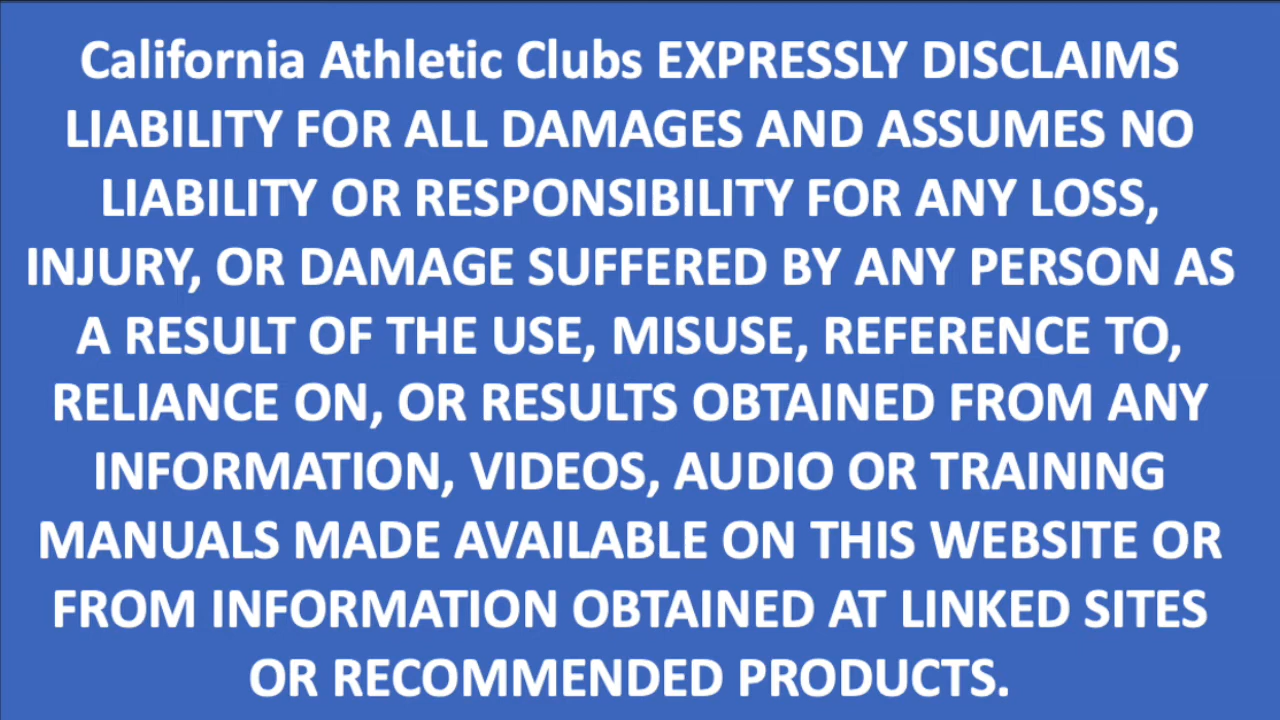 California Athletic Clubs EXPRESSLY DISCLAIMS
LIABILITY FOR ALL DAMAGES AND ASSUMES NO
LIABILITY OR RESPONSIBILITY FOR ANY LOSS,
INJURY, OR DAMAGE SUFFERED BY ANY PERSON AS
A RESULT OF THE USE, MISUSE, REFERENCE TO,
RELIANCE ON, OR RESULTS OBTAINED FROM ANY
INFORMATION, VIDEOS, AUDIO OR TRAINING
MANUALS MADE AVAILABLE ON THIS WEBSITE OR
FROM INFORMATION OBTAINED AT LINKED SITES
OR RECOMMENDED PRODUCTS.